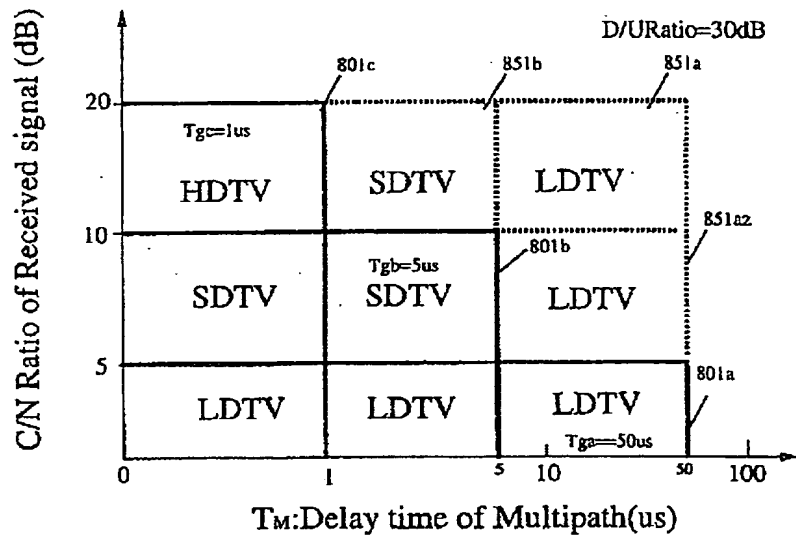 D/URatio=30dB
801c
851b
851a
20
Tgc=1us
HDTV
SDTV
LDTV
851az
10
801b
Tgb=5us
SDTV
SDTV
LDTV
5
801a
LDTV
LDTV
LDTV
Tga=50us
0
1
5
10
50
100
C/N Ratio of Received signal (dB)
TM:Delay time of Multipath(us)